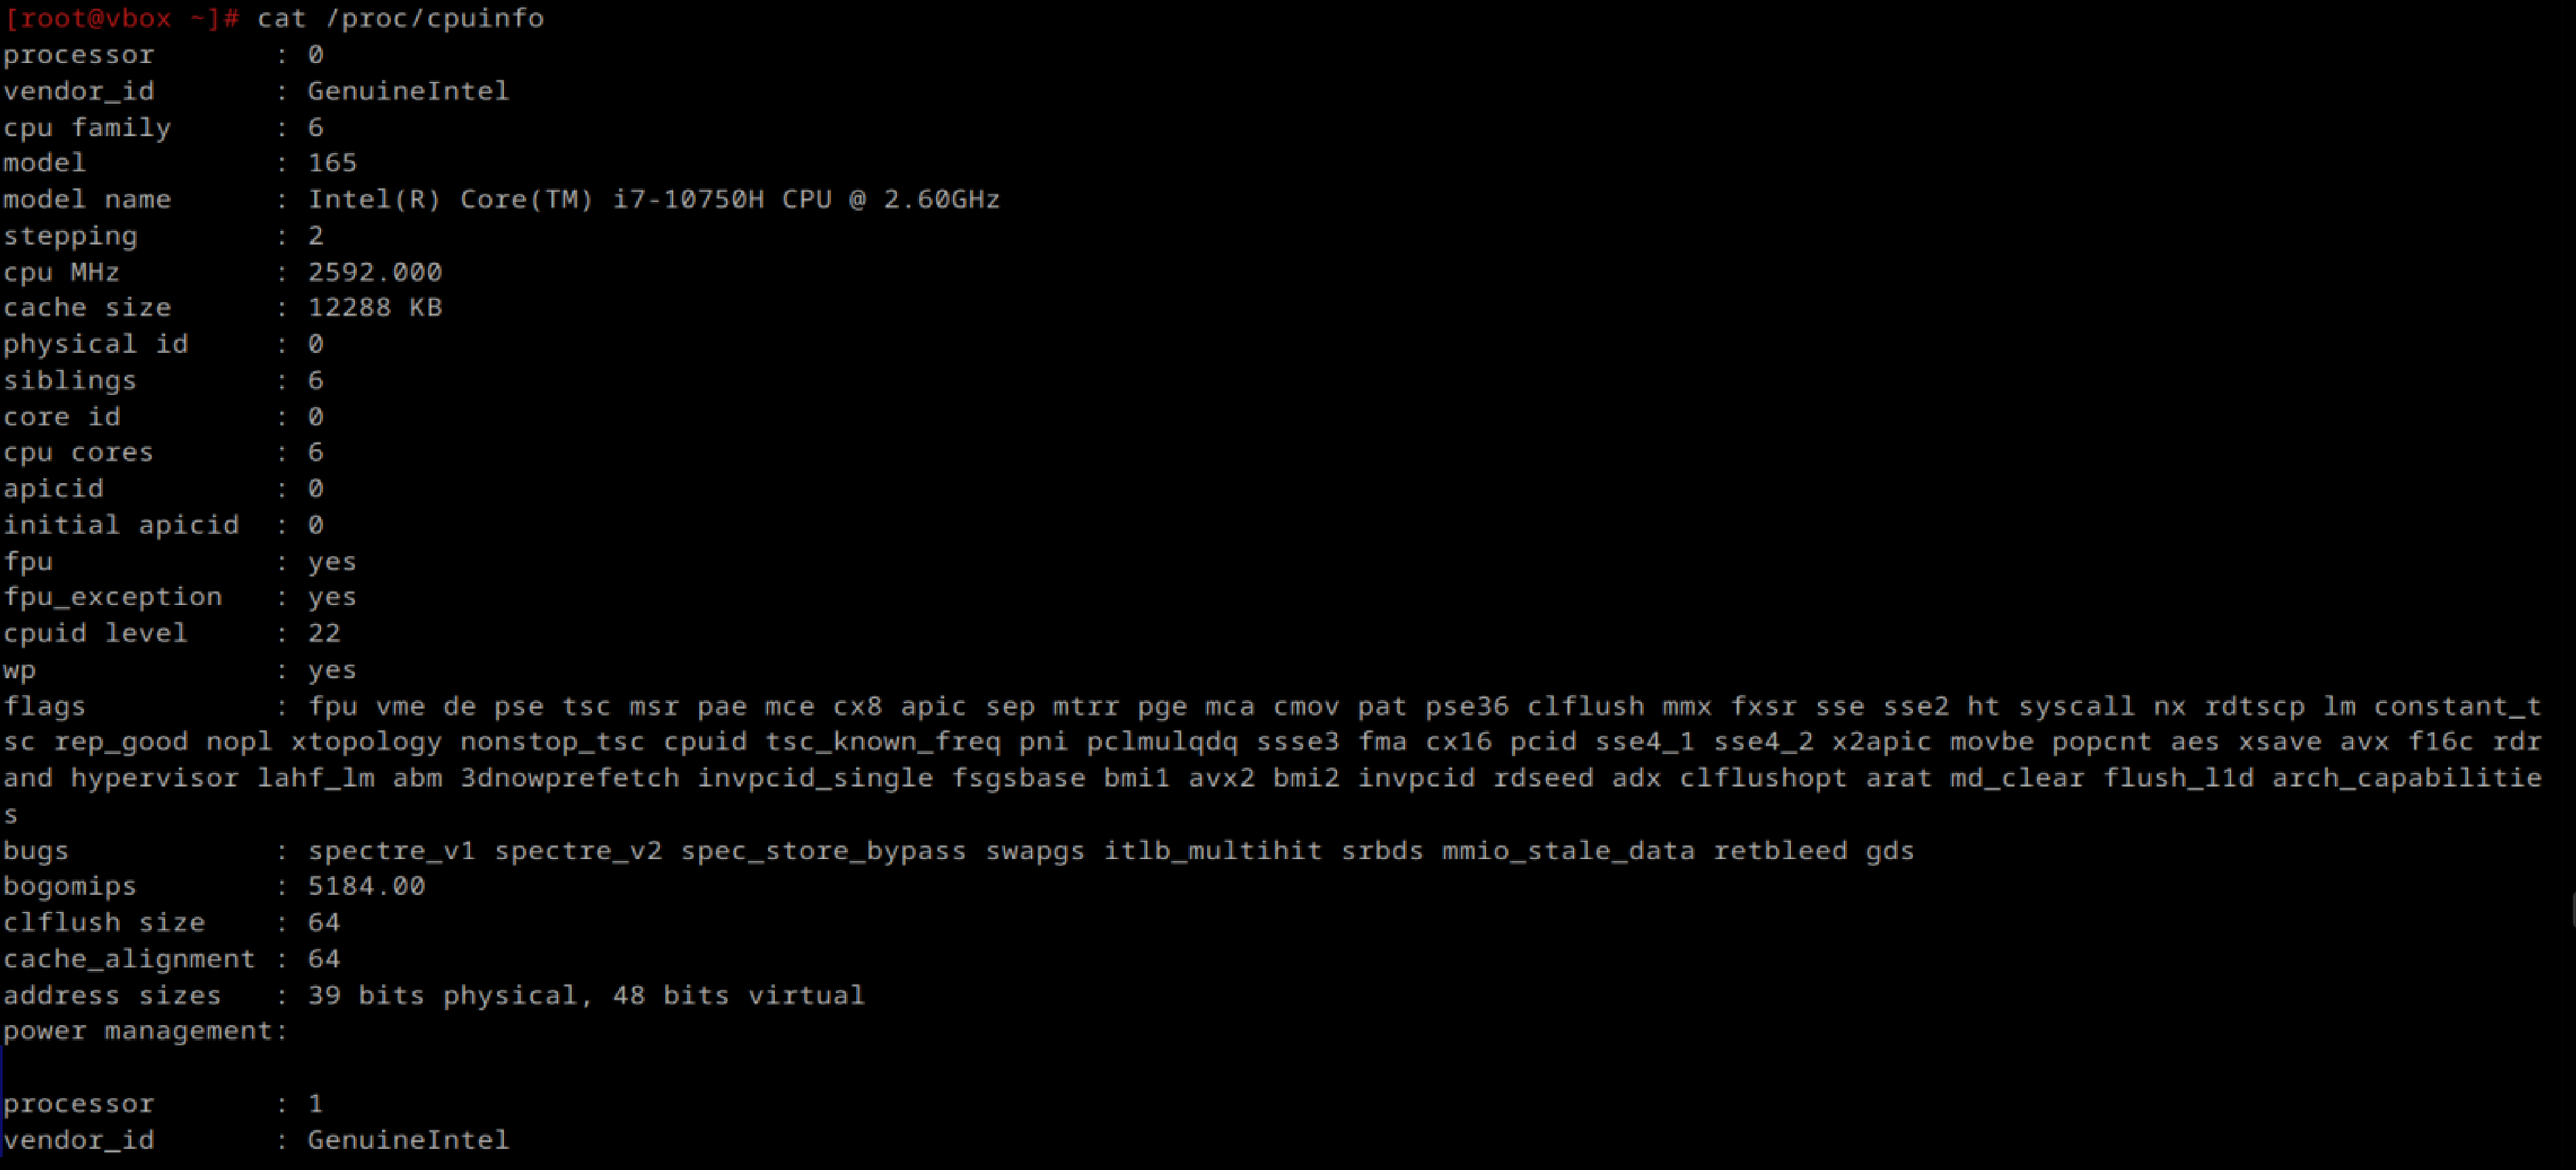 [root@vbox ~]# cat /proc/cpuinfo
processor : 0
vendor_id : GenuineIntel
cpu family : 6
model : 165
model name : Intel(R) Core(TM) i7-10750H CPU @ 2.60GHz
stepping : 2
cpu MHz : 2592.000
cache size : 12288 KB
physical id : 0
siblings : 6
core id : 0
cpu cores : 6
apicid : 0
initial apicid : 0
fpu : yes
fpu_exception : yes
cpuid level : 22
wp : yes
flags : fpu vme de pse tsc msr pae mce cx8 apic sep mtrr pge mca cmov pat pse36 clflush mmx fxsr sse sse2 ht syscall nx rdtscp lm constant_t
sc rep_good nopl xtopology nonstop_tsc cpuid tsc_known_freq pni pclmulqdq ssse3 fma cx16 pcid sse4_1 sse4_2 x2apic movbe popcnt aes xsave avx f16c rdr
and hypervisor lahf_lm abm 3dnowprefetch invpcid_single fsgsbase bmi1 avx2 bmi2 invpcid rdseed adx clflushopt arat md_clear flush_l1d arch_capabilitie
s
bugs : spectre_v1 spectre_v2 spec_store_bypass swapgs itlb_multihit srbds mmio_stale_data retbleed gds
bogomips : 5184.00
clflush size : 64
cache_alignment : 64
address sizes : 39 bits physical, 48 bits virtual
power management:
processor : 1
vendor_id : GenuineIntel